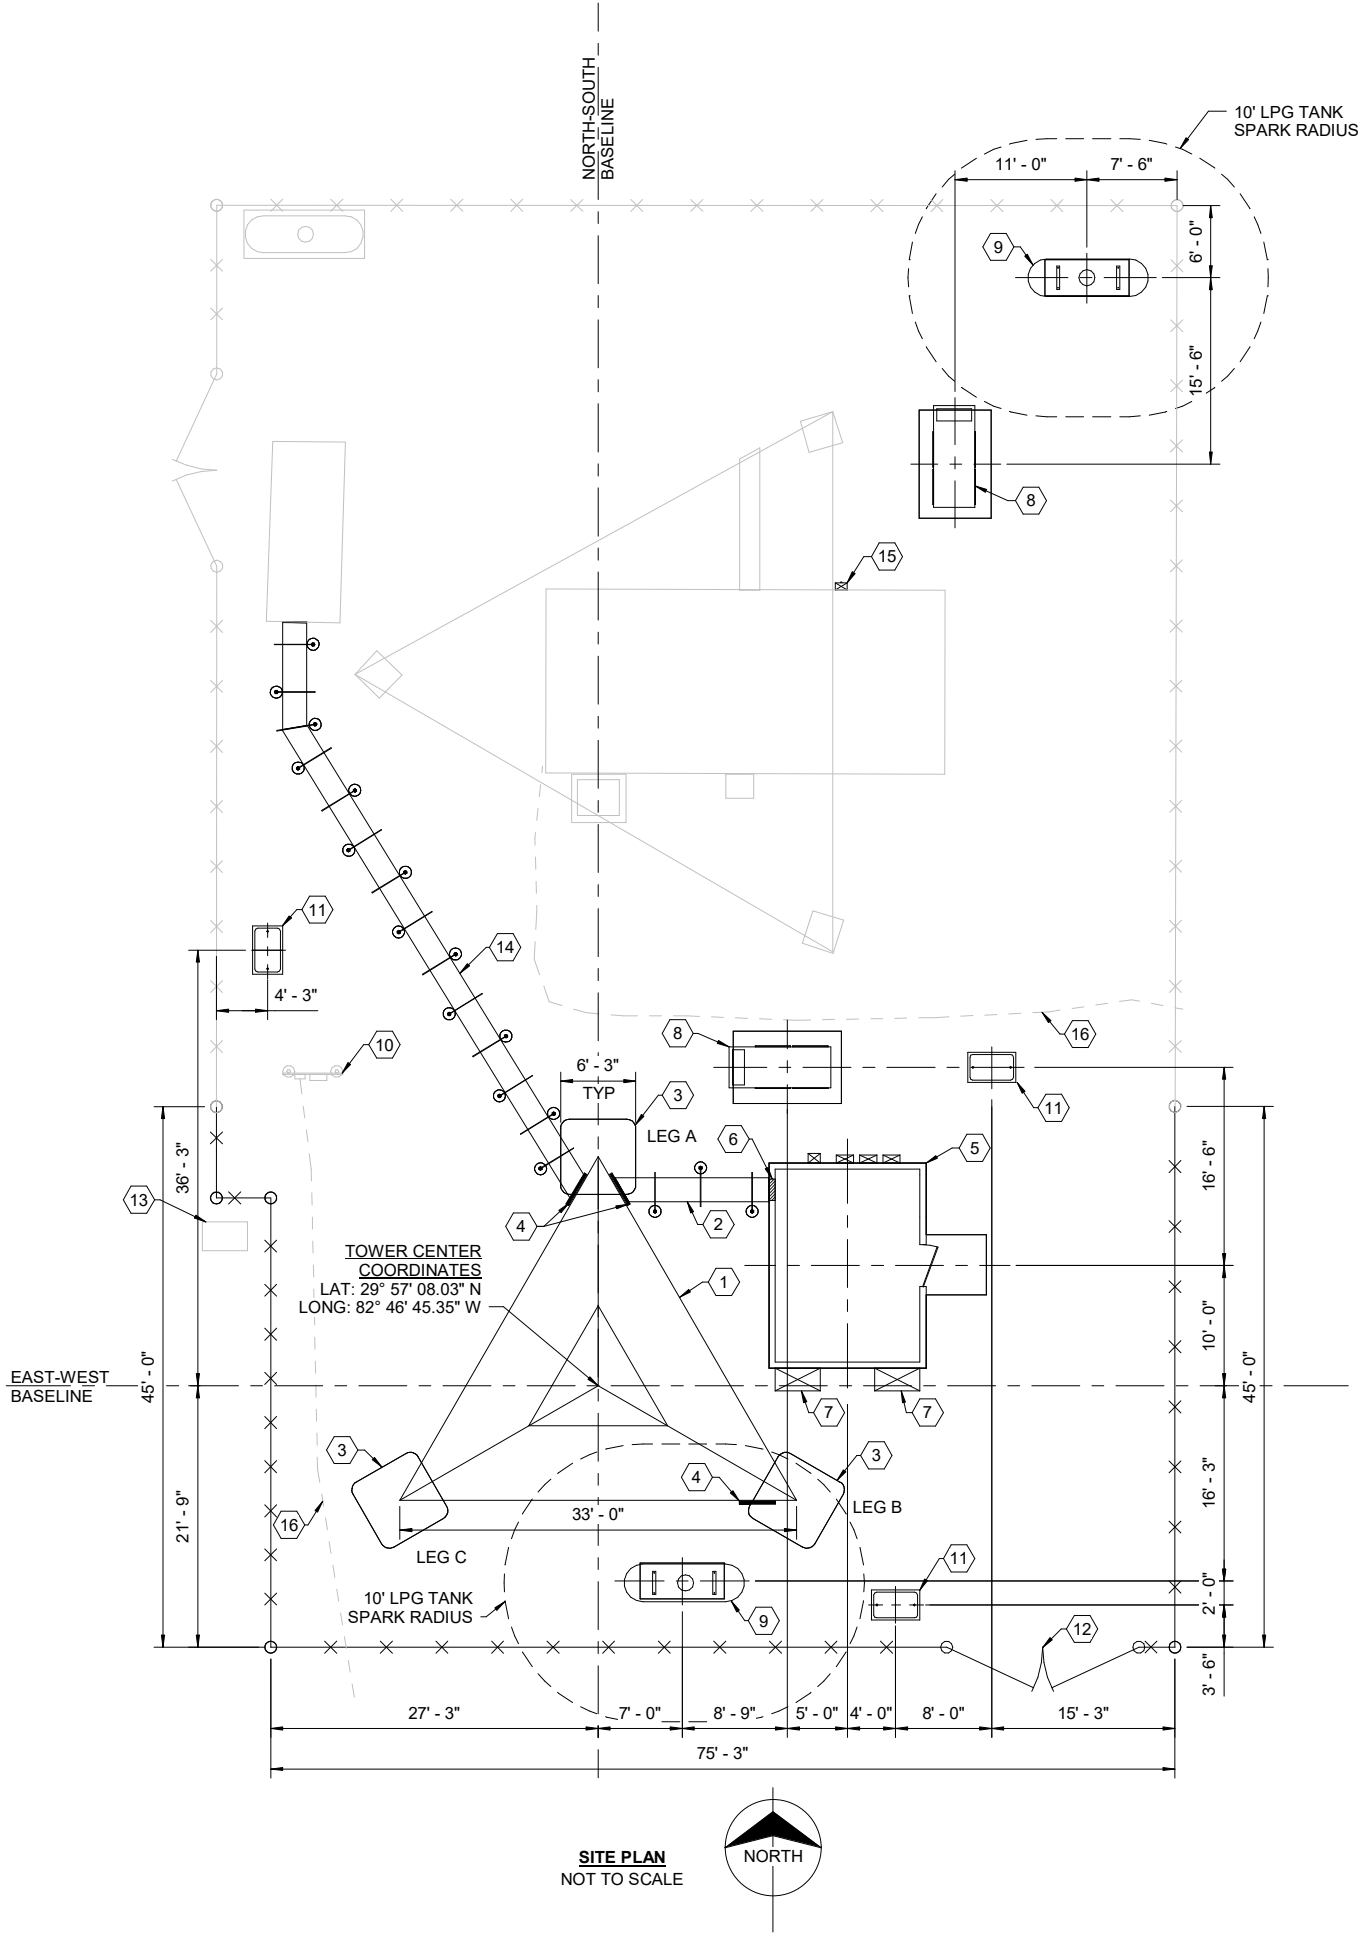 NORTH-SOUTH
BASELINE
10' LPG TANK
SPARK RADIUS
11' - 0"
7' - 6"
6' - 0"
9
15' - 6"
8
15
11
14
4' - 3"
16
10
8
6' - 3"
TYP
3
11
LEG A
6
5
36' - 3"
16' - 6"
13
4
2
TOWER CENTER
COORDINATES
LAT: 29° 57' 08.03" N
LONG: 82° 46' 45.35" W
1
10' - 0"
45' - 0"
45' - 0"
EAST-WEST
BASELINE
7
7
3
3
4
16' - 3"
21' - 9"
LEG B
33' - 0"
16
LEG C
11
10' LPG TANK
SPARK RADIUS
2' - 0"
9
12
3' - 6"
27' - 3"
7' - 0"
8' - 9"
5' - 0"
4' - 0"
8' - 0"
15' - 3"
75' - 3"
SITE PLAN
NOT TO SCALE
NORTH